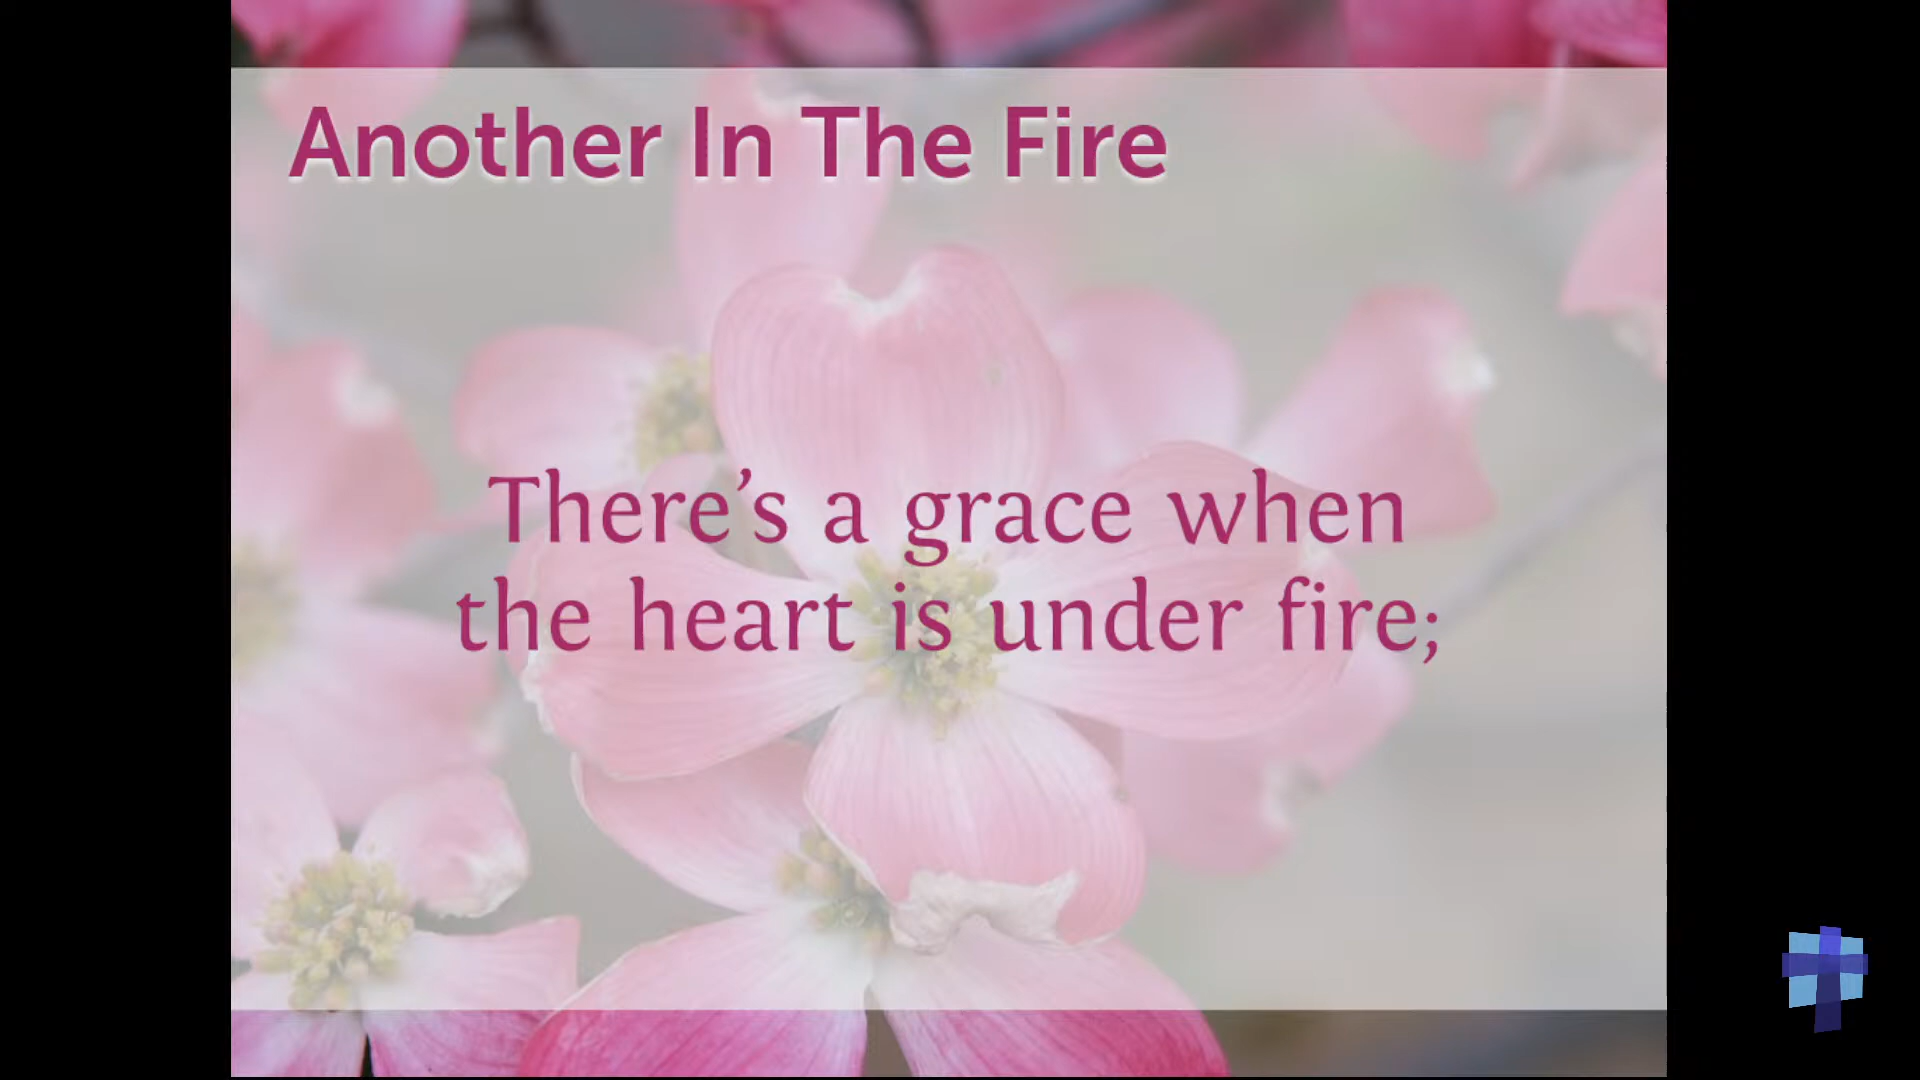 Another In The Fire
There’s a grace when
the heart is under fire;